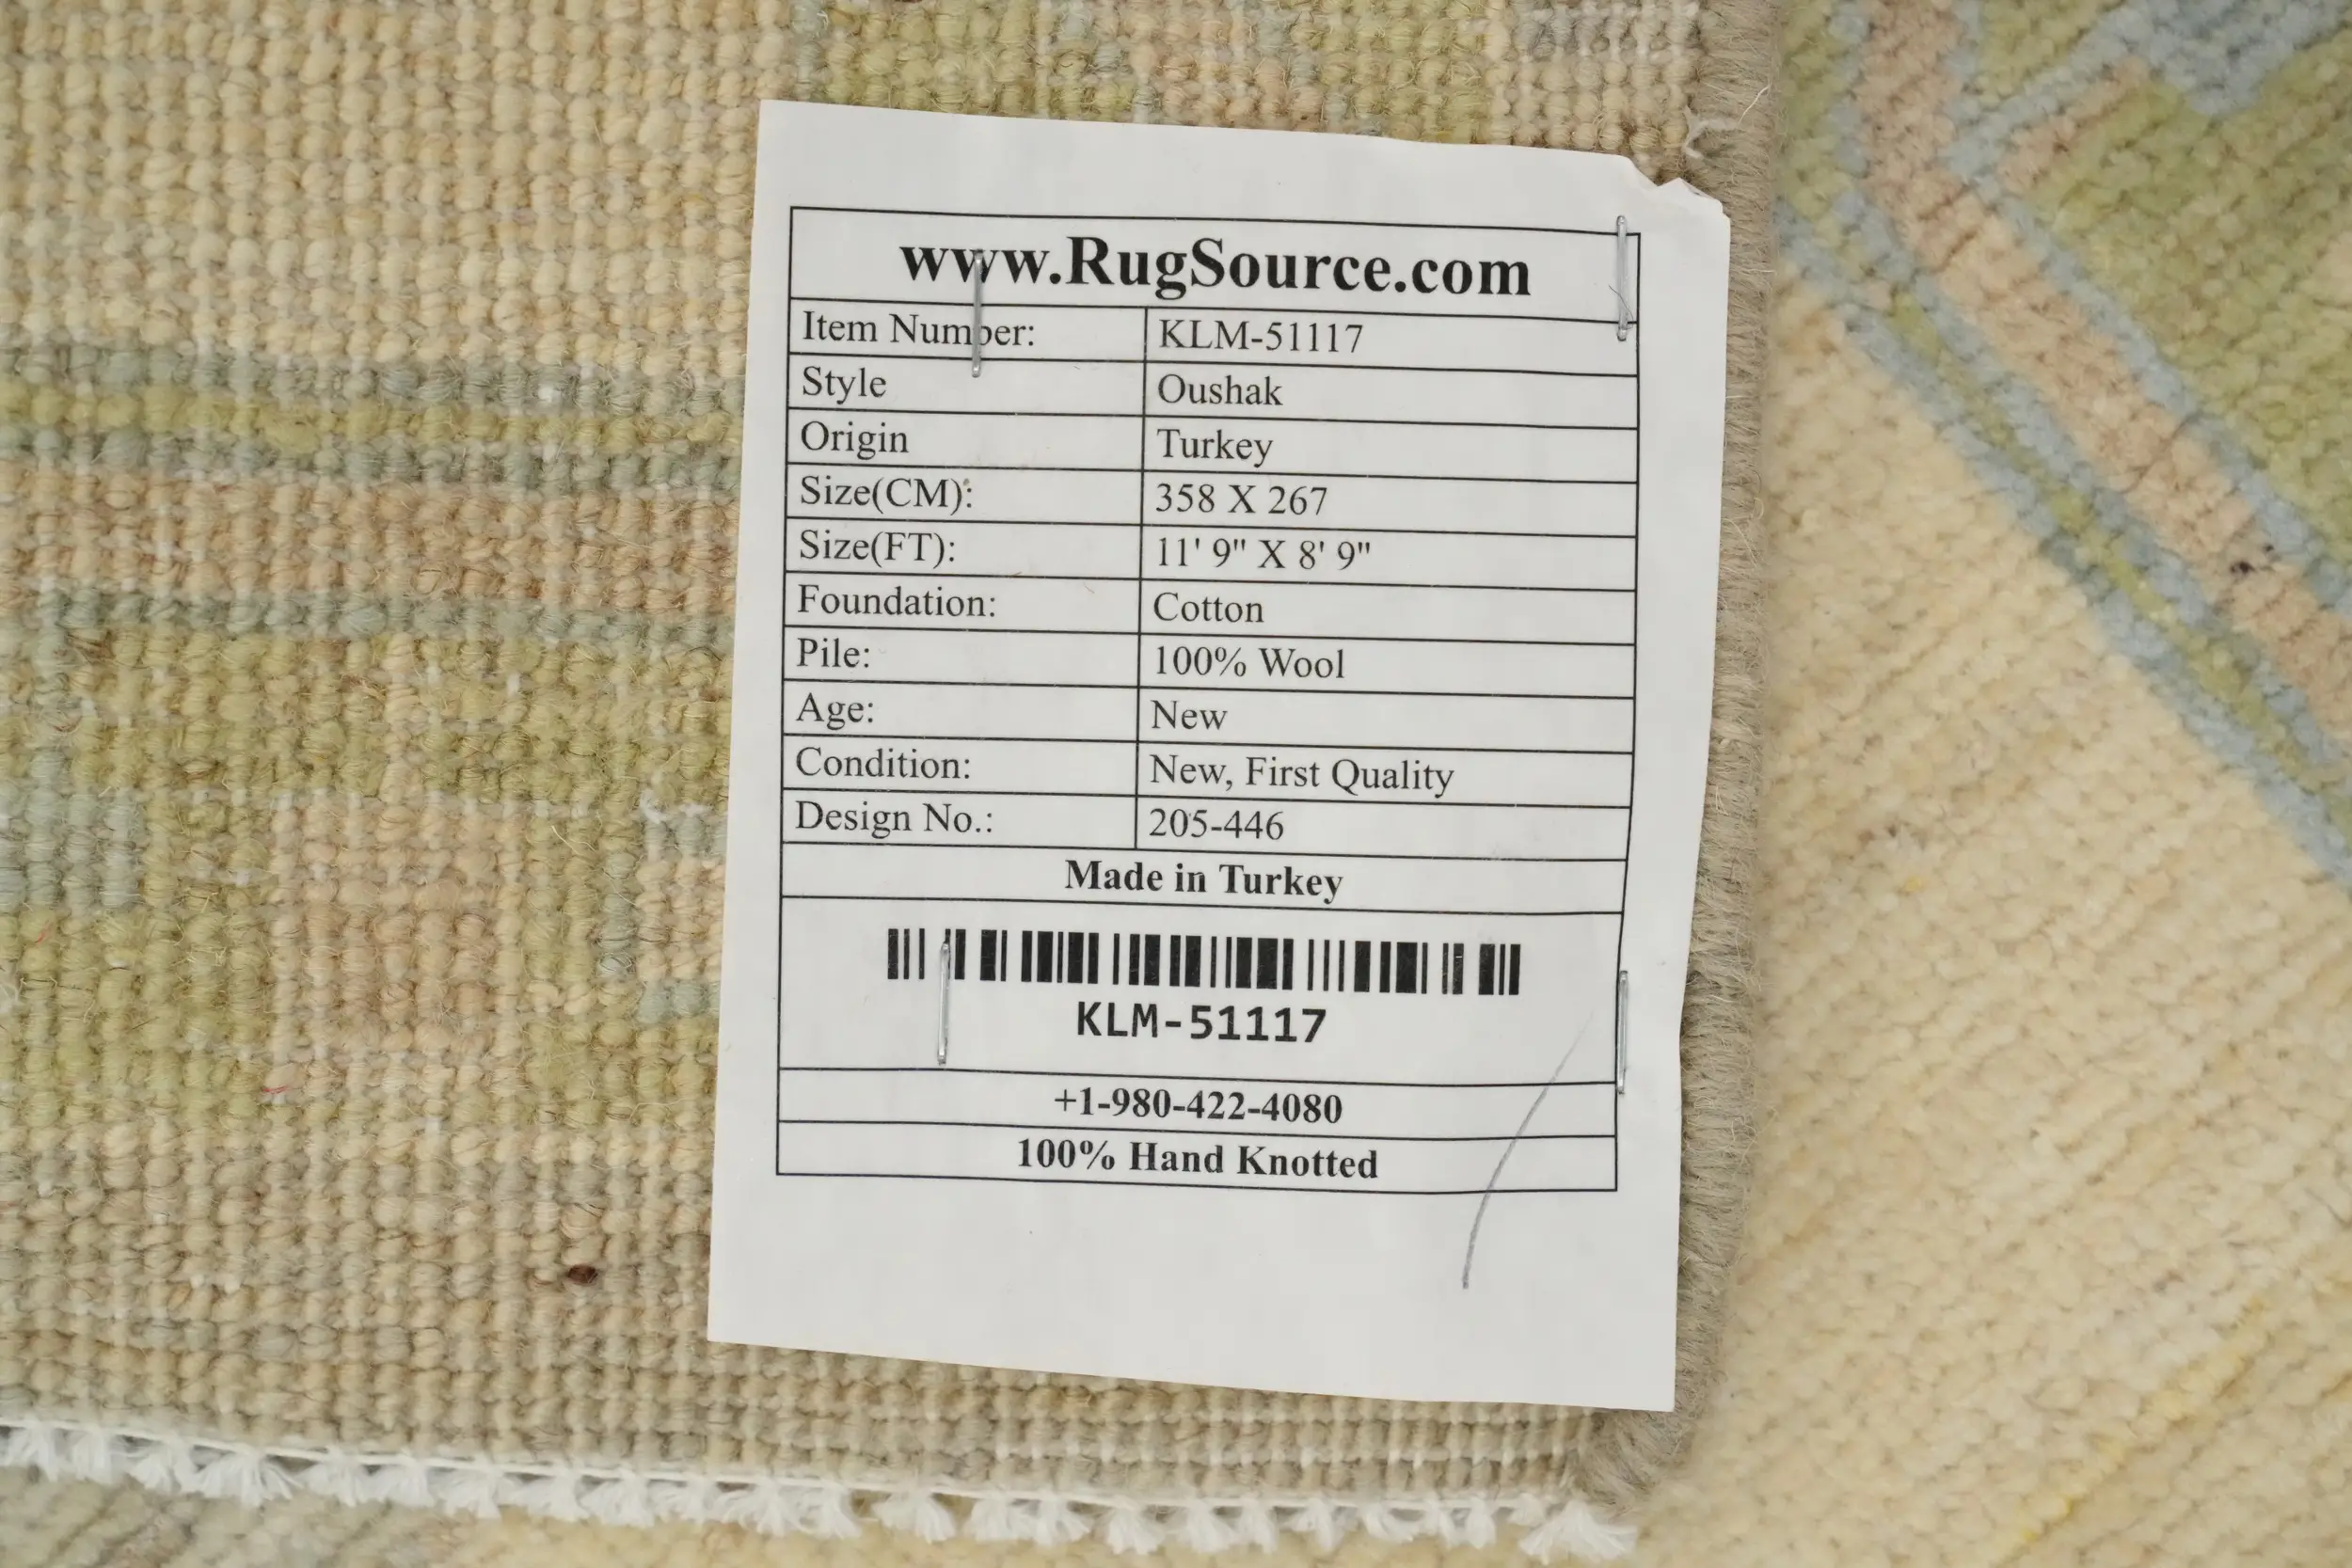 www.RugSource.com
Item Number: KLM-51117
Style Oushak
Origin Turkey
Size(CM): 358 X 267
Size(FT): 11' 9" X 8' 9"
Foundation: Cotton
Pile: 100% Wool
Age: New
Condition: New, First Quality
Design No.: 205-446
Made in Turkey
KLM-51117
+1-980-422-4080
100% Hand Knotted